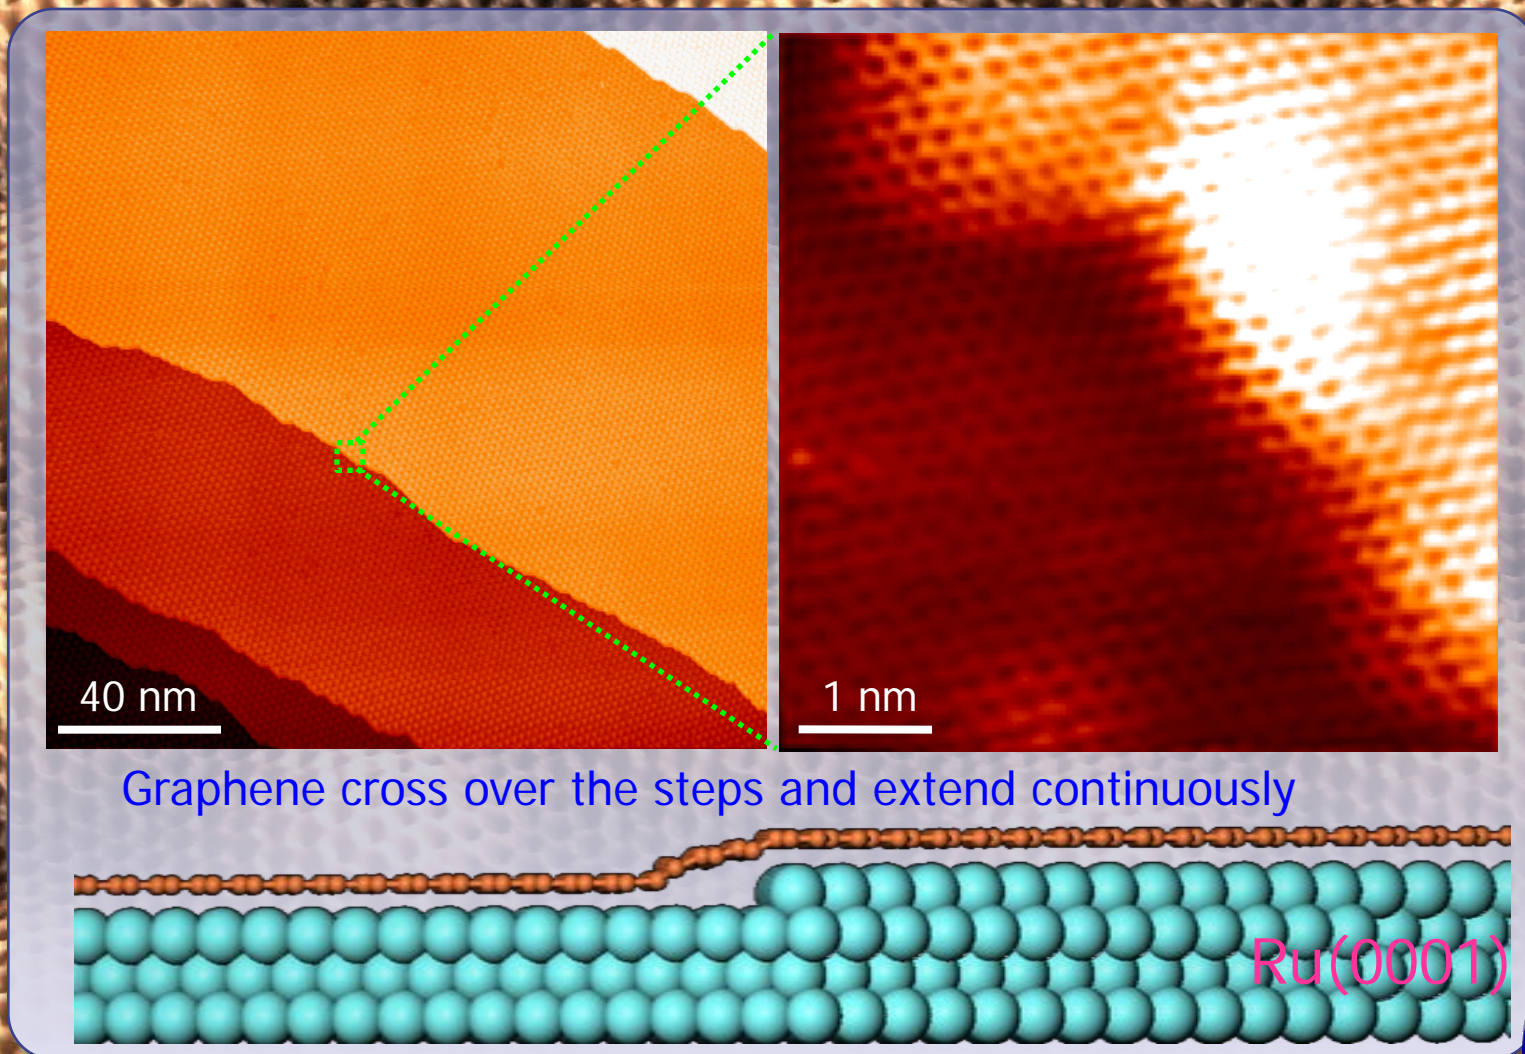 40 nm
1 nm
Graphene cross over the steps and extend continuously
Ru(0001)